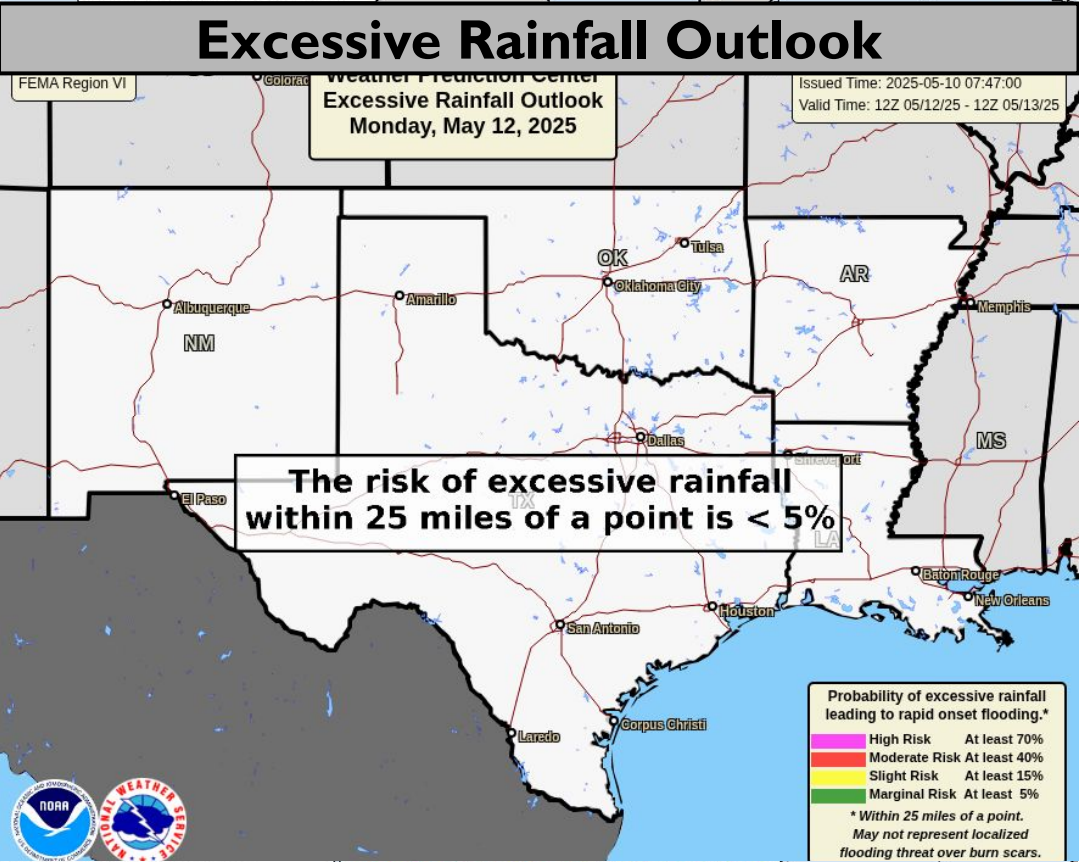 Excessive Rainfall Outlook
FEMA Region VI
Weather Prediction Center
Excessive Rainfall Outlook
Monday, May 12, 2025
Issued Time: 2025-05-10 07:47:00
Valid Time: 12Z 05/12/25 - 12Z 05/13/25
Tulsa
OK
Oklahoma City
AR
Amarillo
Albuquerque
Memphis
NM
Dallas
MS
Shreveport
The risk of excessive rainfall
within 25 miles of a point is < 5%
TX
El Paso
LA
Baton Rouge
New Orleans
Houston
San Antonio
Corpus Christi
Laredo
Probability of excessive rainfall
leading to rapid onset flooding.*
High Risk At least 70%
Moderate Risk At least 40%
Slight Risk At least 15%
Marginal Risk At least 5%
* Within 25 miles of a point.
May not represent localized
flooding threat over burn scars.
NOAA
NATIONAL WEATHER SERVICE